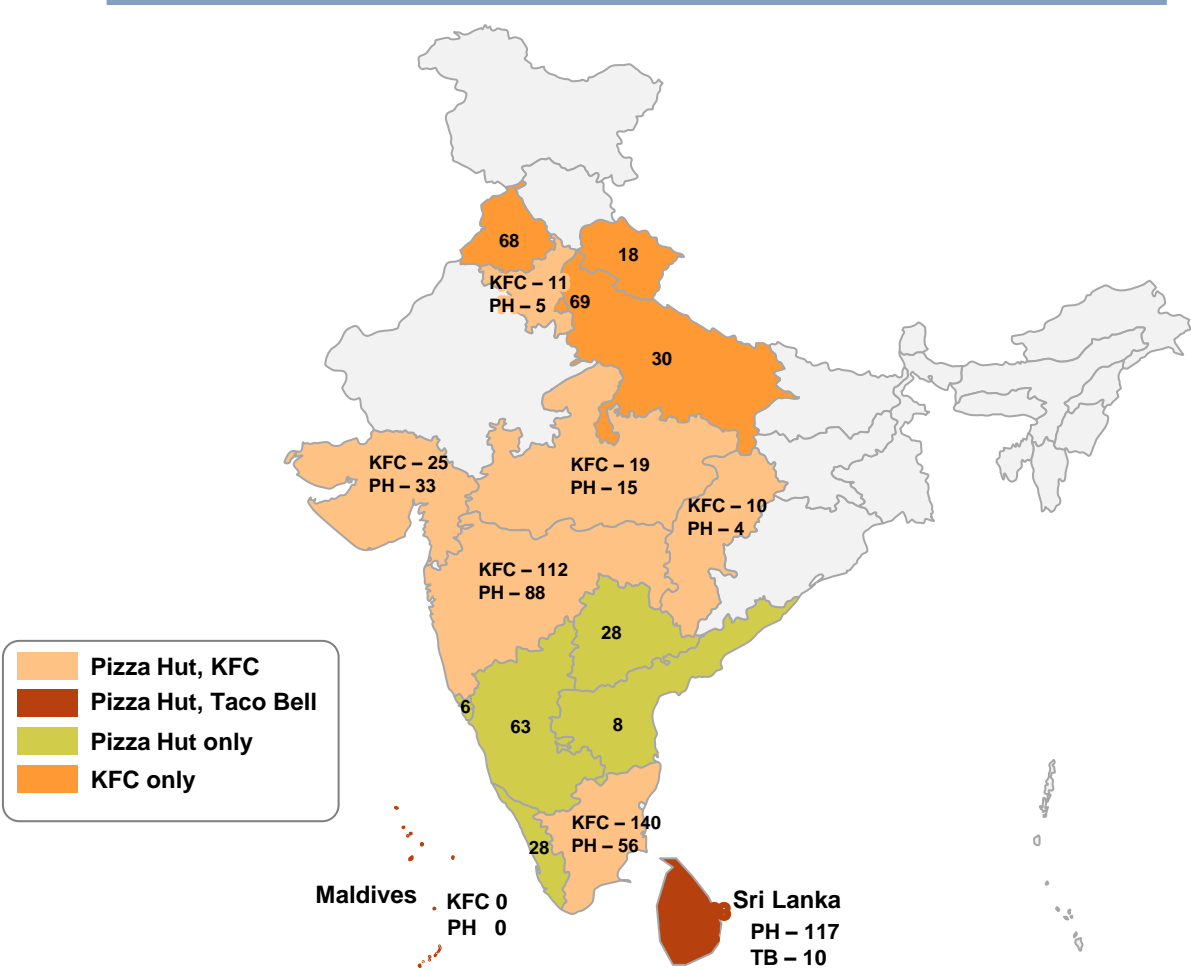 68
18
KFC – 11
PH – 5
69
30
KFC – 25
PH – 33
KFC – 19
PH – 15
KFC – 10
PH – 4
KFC – 112
PH – 88
28
6
63
8
KFC – 140
PH – 56
28
Pizza Hut, KFC
Pizza Hut, Taco Bell
Pizza Hut only
KFC only
Maldives
KFC 0
PH 0
Sri Lanka
PH – 117
TB – 10